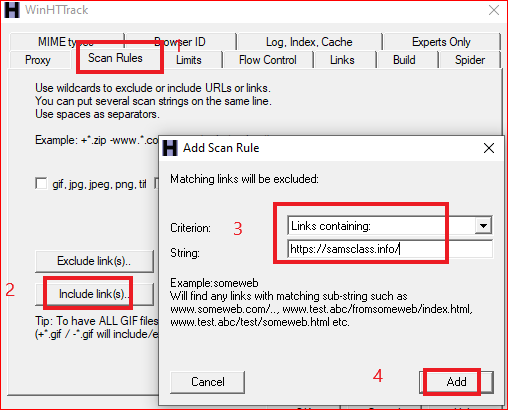 WinHTTrack
MIME types Browser ID Log, Index, Cache Experts Only
Proxy Scan Rules 1 Limits Flow Control Links Build Spider
Use wildcards to exclude or include URLs or links.
You can put several scan strings on the same line.
Use spaces as separators.
Example: +*.zip -www.*.co
gif, jpg, jpeg, png, tif
Exclude link(s)..
2 Include link(s)..
Tip: To have ALL GIF files
(+*.gif / -*.gif will include/e
H Add Scan Rule
Matching links will be excluded:
Criterion: 3 Links containing:
String: https://samsclass.info/
Example:someweb
Will find any links with matching sub-string such as
www.someweb.com/.., www.test.abc/fromsomeweb/index.html,
www.test.abc/test/someweb.html etc.
4
Cancel Add